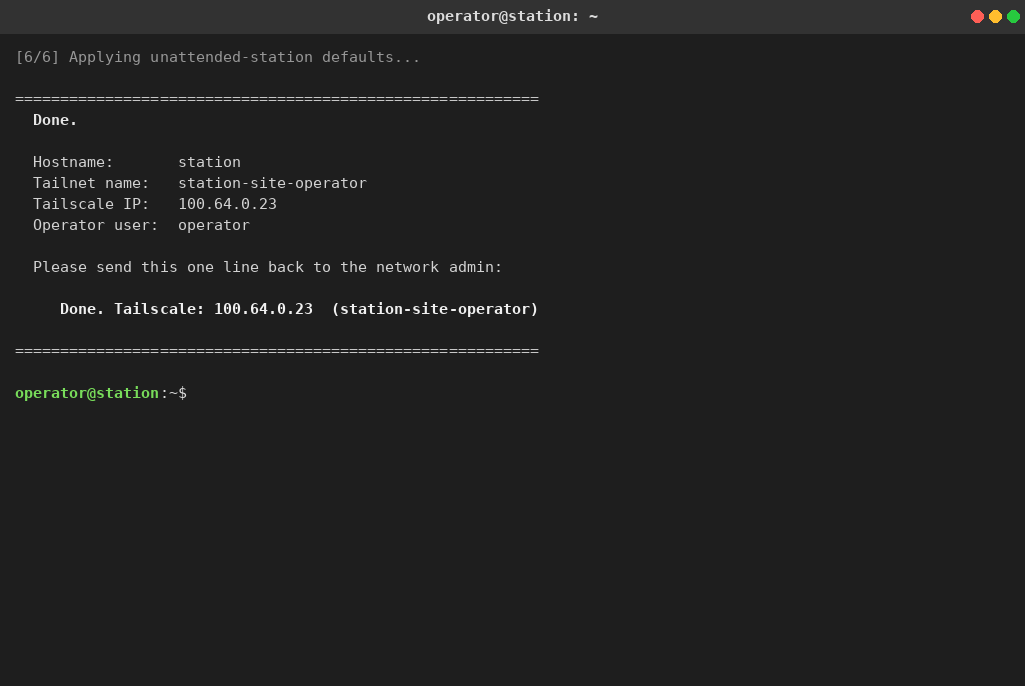 operator@station: ~
[6/6] Applying unattended-station defaults...
==========================================================
Done.
Hostname:       station
Tailnet name:   station-site-operator
Tailscale IP:   100.64.0.23
Operator user:  operator
Please send this one line back to the network admin:
Done. Tailscale: 100.64.0.23  (station-site-operator)
==========================================================
operator@station:~$